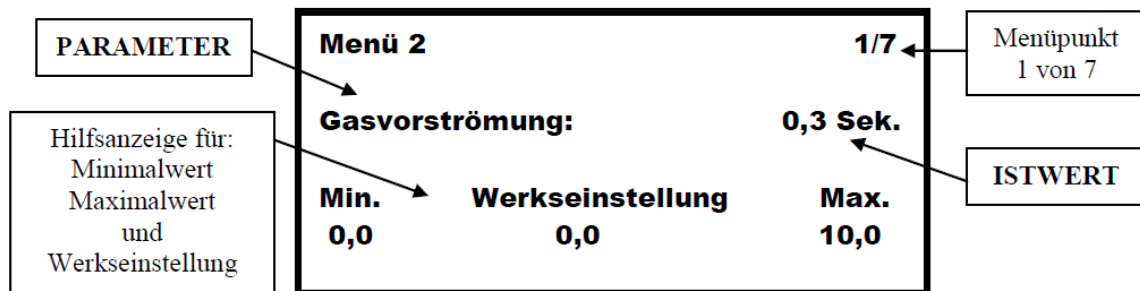 PARAMETER
Hilfsanzeige für:
Minimalwert
Maximalwert
und
Werkseinstellung
Menü 2 1/7
Gasvorströmung: 0,3 Sek.
Min. Werkseinstellung Max.
0,0 0,0 10,0
Menüpunkt
1 von 7
ISTWERT